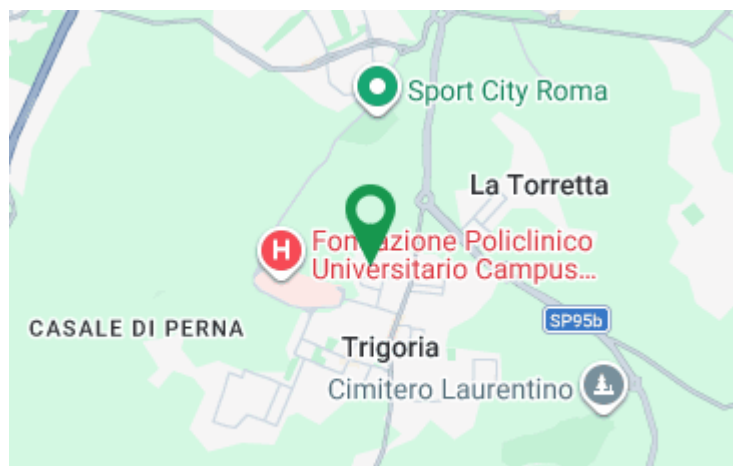 Sport City Roma
La Torretta
H
Fondazione Policlinico
Universitario Campus...
SP95b
CASALE DI PERNA
Trigoria
Cimitero Laurentino